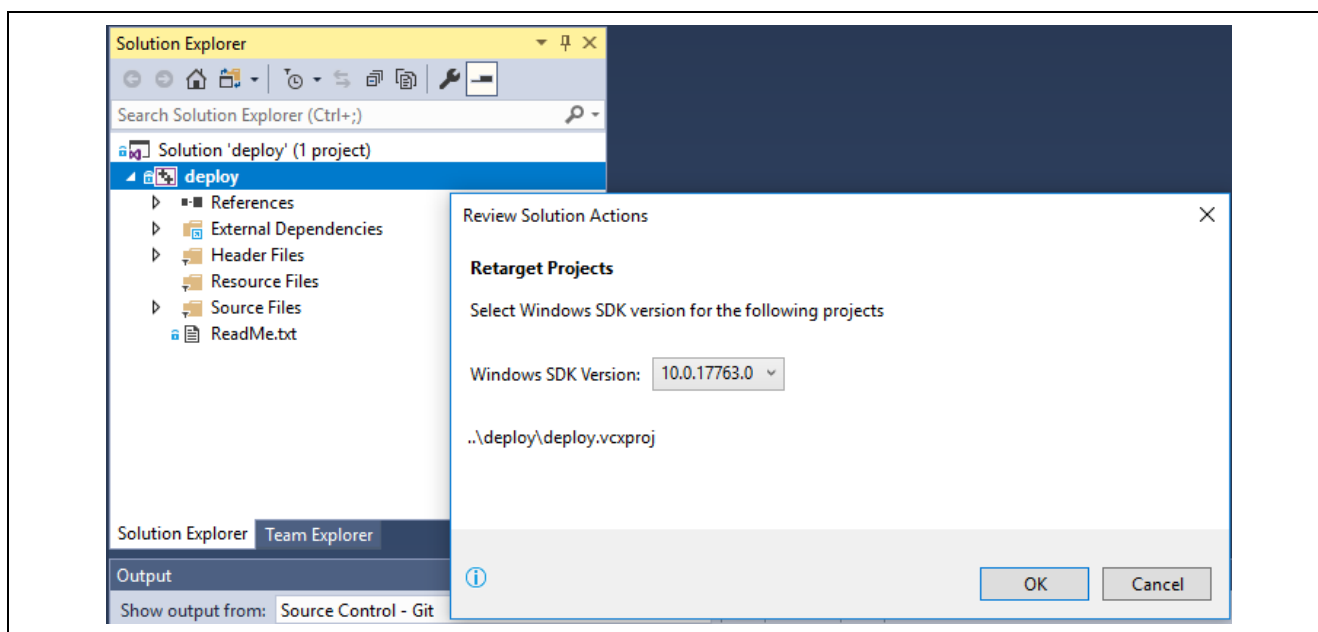 Solution Explorer
Search Solution Explorer (Ctrl+;)
Solution 'deploy' (1 project)
deploy
References
External Dependencies
Header Files
Resource Files
Source Files
ReadMe.txt
Solution Explorer Team Explorer
Output
Show output from: Source Control - Git
Review Solution Actions
Retarget Projects
Select Windows SDK version for the following projects
Windows SDK Version: 10.0.17763.0
..\deploy\deploy.vcxproj
OK Cancel